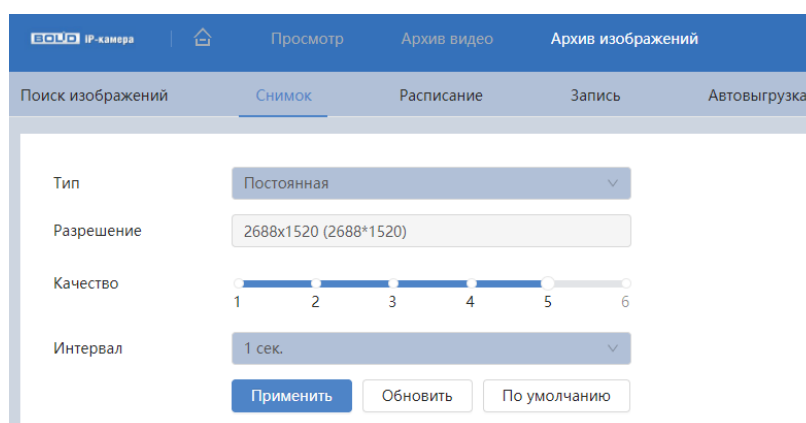 BOLID IP-камера Просмотр Архив видео Архив изображений
Поиск изображений Снимок Расписание Запись Автовыгрузка
Тип Постоянная
Разрешение 2688x1520 (2688*1520)
Качество
1 2 3 4 5 6
Интервал 1 сек.
Применить Обновить По умолчанию